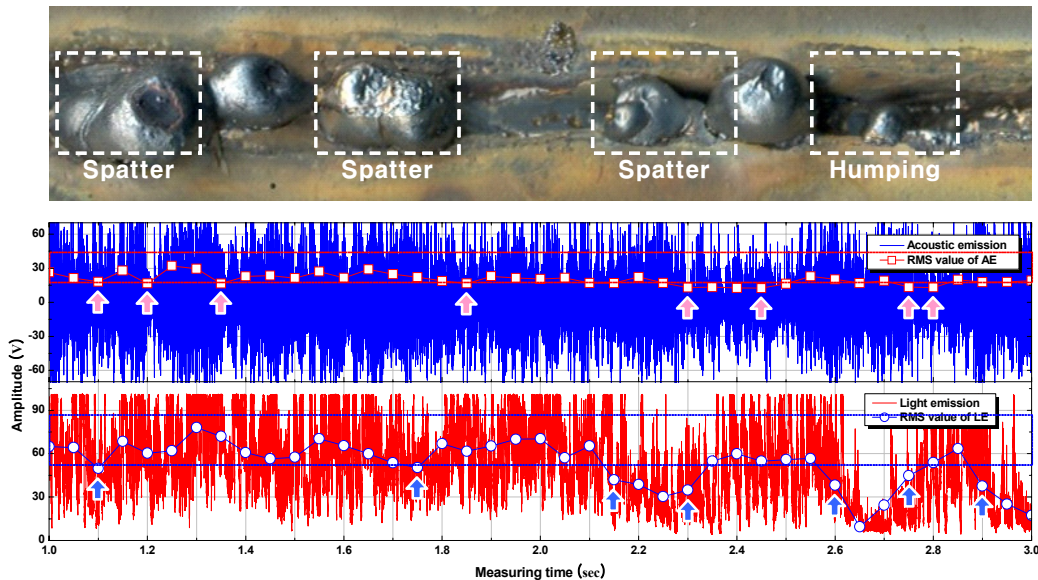 Spatter
Spatter
Spatter
Humping
Amplitude (V)
60
30
0
-30
-60
Acoustic emission
RMS value of AE
90
60
30
0
Light emission
RMS value of LE
1.0 1.2 1.4 1.6 1.8 2.0 2.2 2.4 2.6 2.8 3.0
Measuring time (sec)